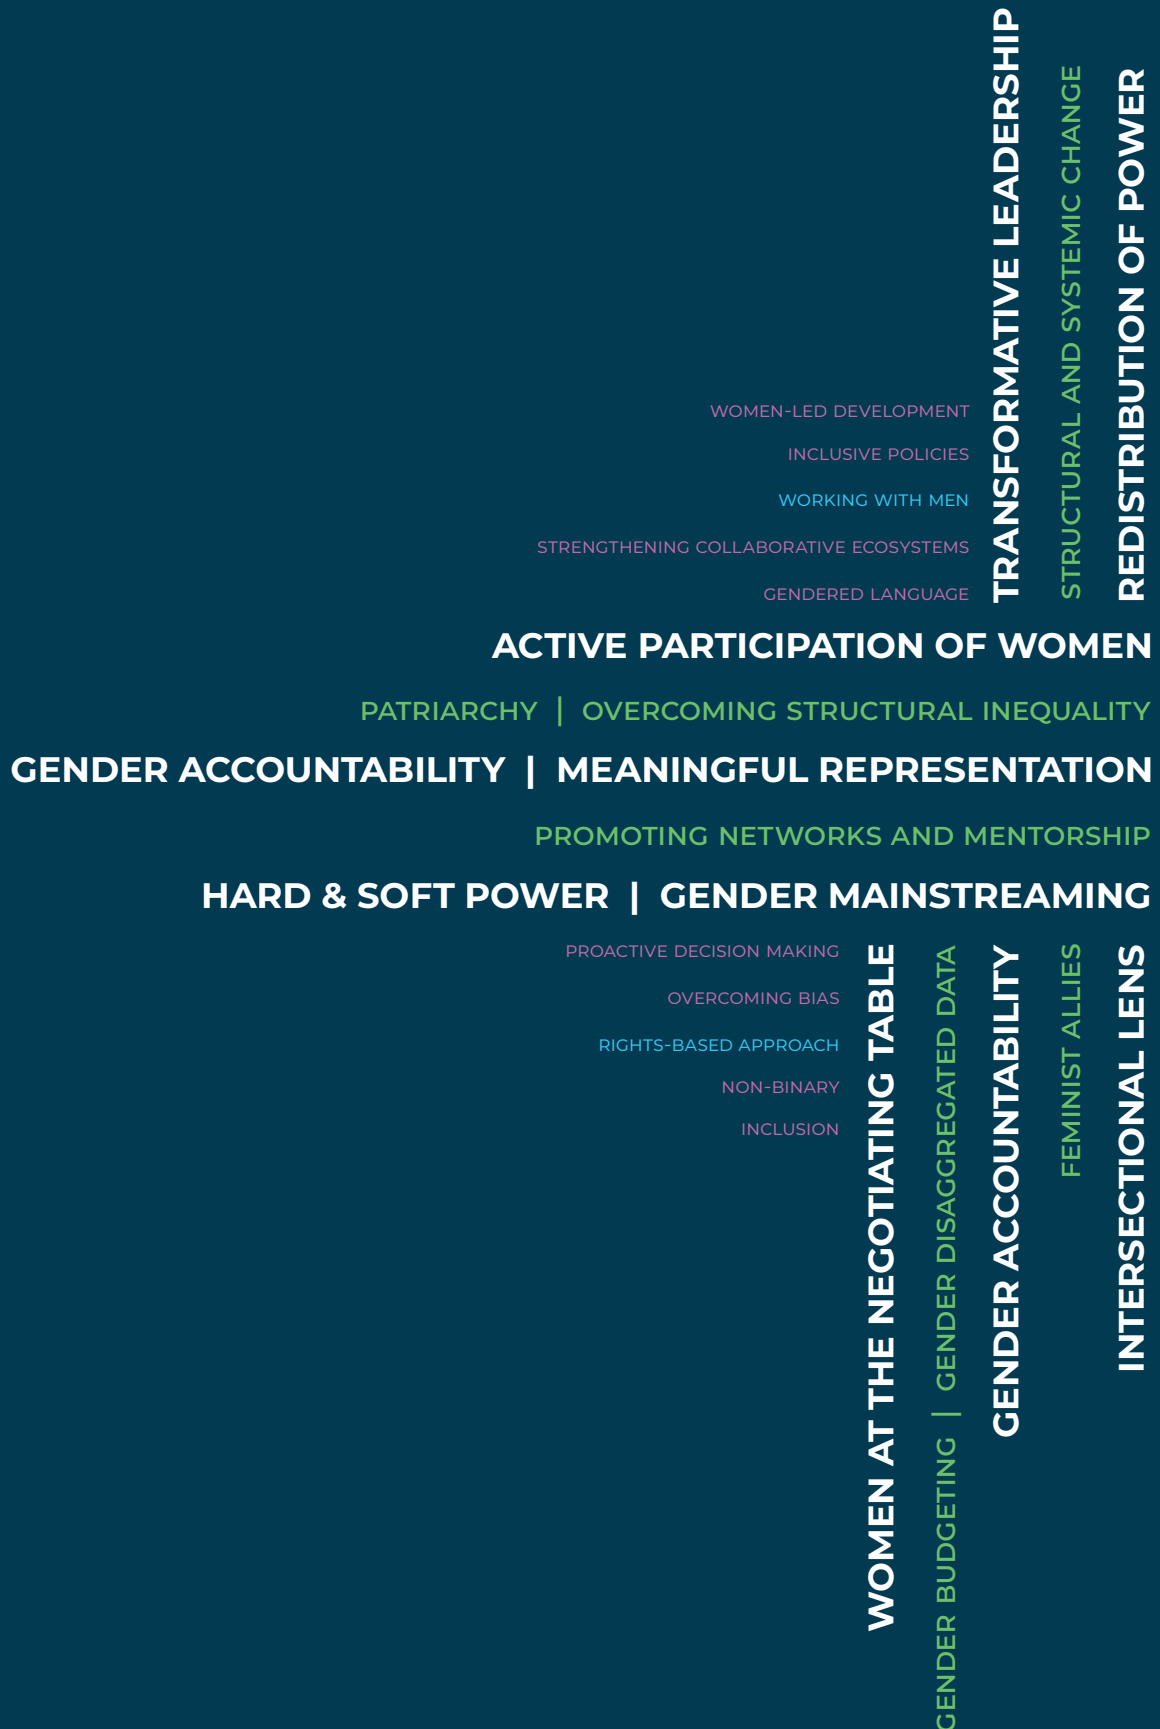 TRANSFORMATIVE LEADERSHIP
STRUCTURAL AND SYSTEMIC CHANGE
REDISTRIBUTION OF POWER
WOMEN-LED DEVELOPMENT
INCLUSIVE POLICIES
WORKING WITH MEN
STRENGTHENING COLLABORATIVE ECOSYSTEMS
GENDERED LANGUAGE
ACTIVE PARTICIPATION OF WOMEN
PATRIARCHY | OVERCOMING STRUCTURAL INEQUALITY
GENDER ACCOUNTABILITY | MEANINGFUL REPRESENTATION
PROMOTING NETWORKS AND MENTORSHIP
HARD & SOFT POWER | GENDER MAINSTREAMING
PROACTIVE DECISION MAKING
OVERCOMING BIAS
RIGHTS-BASED APPROACH
NON-BINARY
INCLUSION
WOMEN AT THE NEGOTIATING TABLE
GENDER BUDGETING | GENDER DISAGGREGATED DATA
GENDER ACCOUNTABILITY
FEMINIST ALLIES
INTERSECTIONAL LENS